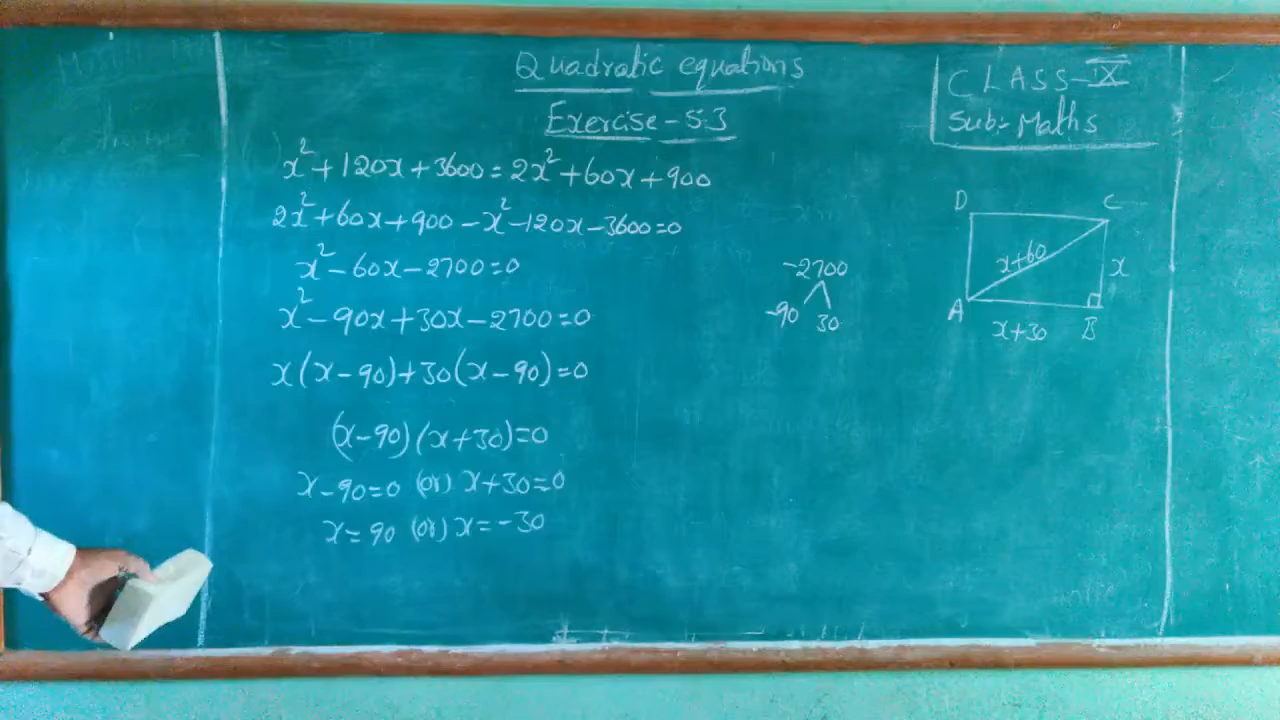 Quadratic equations
Exercise-5.3
CLASS-IX
Sub:- Maths
x²+120x+3600=2x²+60x+900
2x²+60x+900-x²-120x-3600=0
x²-60x-2700=0
x²-90x+30x-2700=0
x(x-90)+30(x-90)=0
(x-90)(x+30)=0
x-90=0 (or) x+30=0
x=90 (or) x=-30
-2700
-90 30
D C
x+60 x
A B
x+30